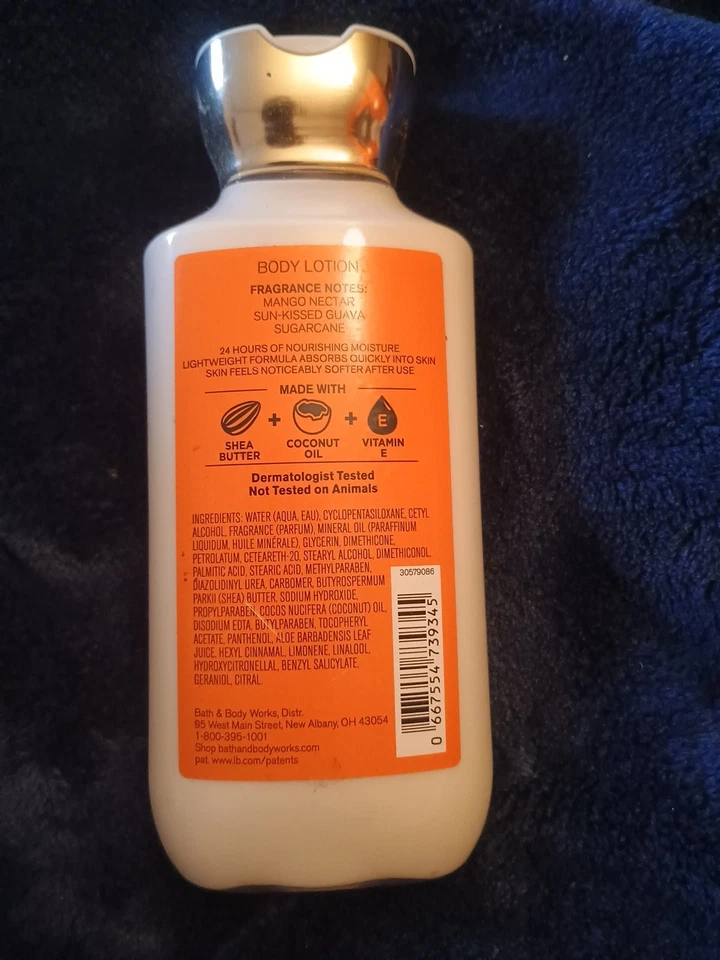 BODY LOTION
FRAGRANCE NOTES:
MANGO NECTAR
SUN-KISSED GUAVA
SUGARCANE
24 HOURS OF NOURISHING MOISTURE
LIGHTWEIGHT FORMULA ABSORBS QUICKLY INTO SKIN
SKIN FEELS NOTICEABLY SOFTER AFTER USE
MADE WITH
SHEA BUTTER + COCONUT OIL + E VITAMIN E
Dermatologist Tested
Not Tested on Animals
INGREDIENTS: WATER (AQUA, EAU), CYCLOPENTASILOXANE, CETYL
ALCOHOL, FRAGRANCE (PARFUM), MINERAL OIL (PARAFFINUM
LIQUIDUM, HUILE MINÉRALE), GLYCERIN, DIMETHICONE,
PETROLATUM, CETEARETH-20, STEARYL ALCOHOL, DIMETHICONOL,
PALMITIC ACID, STEARIC ACID, METHYLPARABEN,
DIAZOLIDINYL UREA, CARBOMER, BUTYROSPERMUM
PARKII (SHEA) BUTTER, SODIUM HYDROXIDE,
PROPYLPARABEN, COCOS NUCIFERA (COCONUT) OIL,
DISODIUM EDTA, BUTYLPARABEN, TOCOPHERYL
ACETATE, PANTHENOL, ALOE BARBADENSIS LEAF
JUICE, HEXYL CINNAMAL, LIMONENE, LINALOOL,
HYDROXYCITRONELLAL, BENZYL SALICYLATE,
GERANIOL, CITRAL.
30579086
0 667554 739345
Bath & Body Works, Distr.
95 West Main Street, New Albany, OH 43054
1-800-395-1001
Shop bathandbodyworks.com
pat. www.lb.com/patents